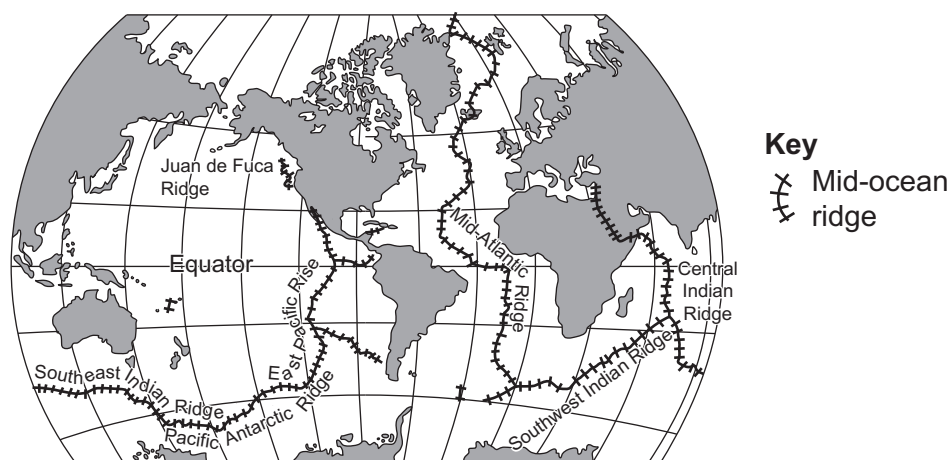 Juan de Fuca
Ridge
Equator
East Pacific Rise
Mid-Atlantic
Ridge
Central
Indian
Ridge
Southwest Indian Ridge
Southeast Indian
Ridge
Pacific Antarctic Ridge
Key
Mid-ocean
ridge